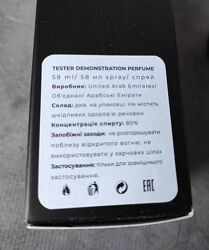 TESTER DEMONSTRATION PERFUME
58 ml/ 58 мл spray/ спрей
Виробник: United Arab Emirates/
Об'єднані Арабські Емірати
Склад: див. на упаковці. Не містить
шкідливих здоров'ю речовин
Концентрація спирту: 80%
Запобіжні заходи: не розпорошувати
поблизу відкритого вогню; не
використовувати у харчових цілях
Застосування: тільки для зовнішнього
застосування
EAC